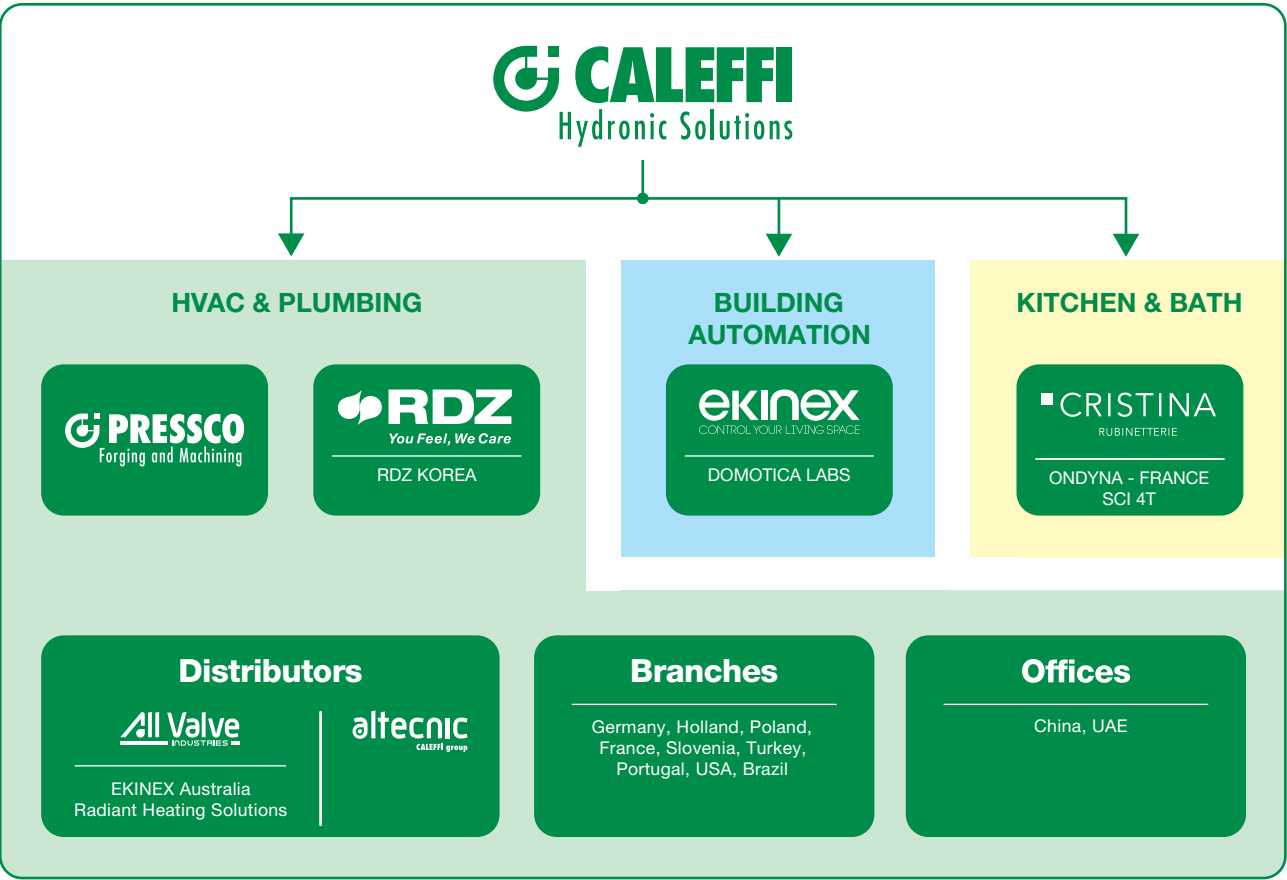 CALEFFI
Hydronic Solutions
HVAC & PLUMBING
PRESSCO
Forging and Machining
RDZ
You Feel, We Care
RDZ KOREA
BUILDING
AUTOMATION
ekinex
CONTROL YOUR LIVING SPACE
DOMOTICA LABS
KITCHEN & BATH
CRISTINA
RUBINETTERIE
ONDYNA - FRANCE
SCI 4T
Distributors
All Valve
INDUSTRIES
EKINEX Australia
Radiant Heating Solutions
altecnic
CALEFFI group
Branches
Germany, Holland, Poland,
France, Slovenia, Turkey,
Portugal, USA, Brazil
Offices
China, UAE